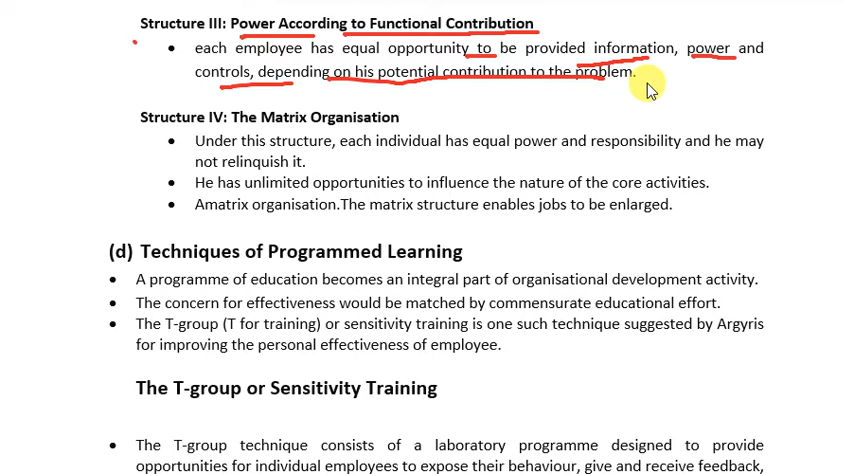 Structure III: Power According to Functional Contribution
• each employee has equal opportunity to be provided information, power and
controls, depending on his potential contribution to the problem.
Structure IV: The Matrix Organisation
• Under this structure, each individual has equal power and responsibility and he may
not relinquish it.
• He has unlimited opportunities to influence the nature of the core activities.
• Amatrix organisation.The matrix structure enables jobs to be enlarged.
(d) Techniques of Programmed Learning
• A programme of education becomes an integral part of organisational development activity.
• The concern for effectiveness would be matched by commensurate educational effort.
• The T-group (T for training) or sensitivity training is one such technique suggested by Argyris
for improving the personal effectiveness of employee.
The T-group or Sensitivity Training
• The T-group technique consists of a laboratory programme designed to provide
opportunities for individual employees to expose their behaviour, give and receive feedback,